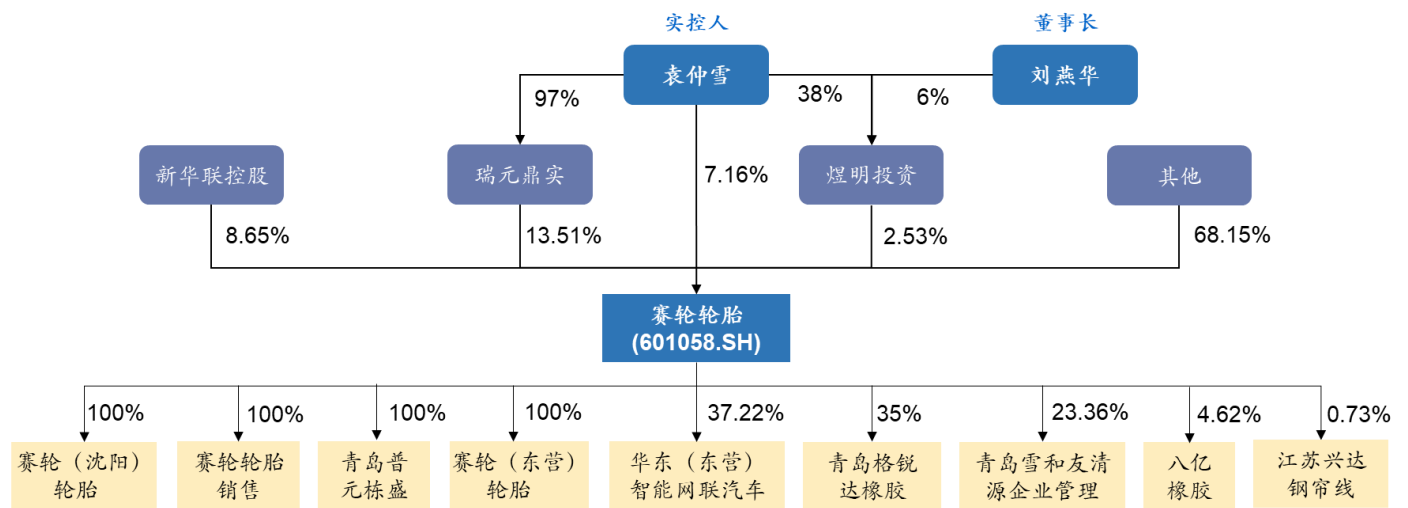 实控人
董事长
袁仲雪
刘燕华
97%
38%
6%
新华联控股
瑞元鼎实
7.16%
煜明投资
其他
8.65%
13.51%
2.53%
68.15%
赛轮轮胎
(601058.SH)
100%
100%
100%
100%
37.22%
35%
23.36%
4.62%
0.73%
赛轮（沈阳）
轮胎
赛轮轮胎
销售
青岛普
元栋盛
赛轮（东营）
轮胎
华东（东营）
智能网联汽车
青岛格锐
达橡胶
青岛雪和友清
源企业管理
八亿
橡胶
江苏兴达
钢帘线